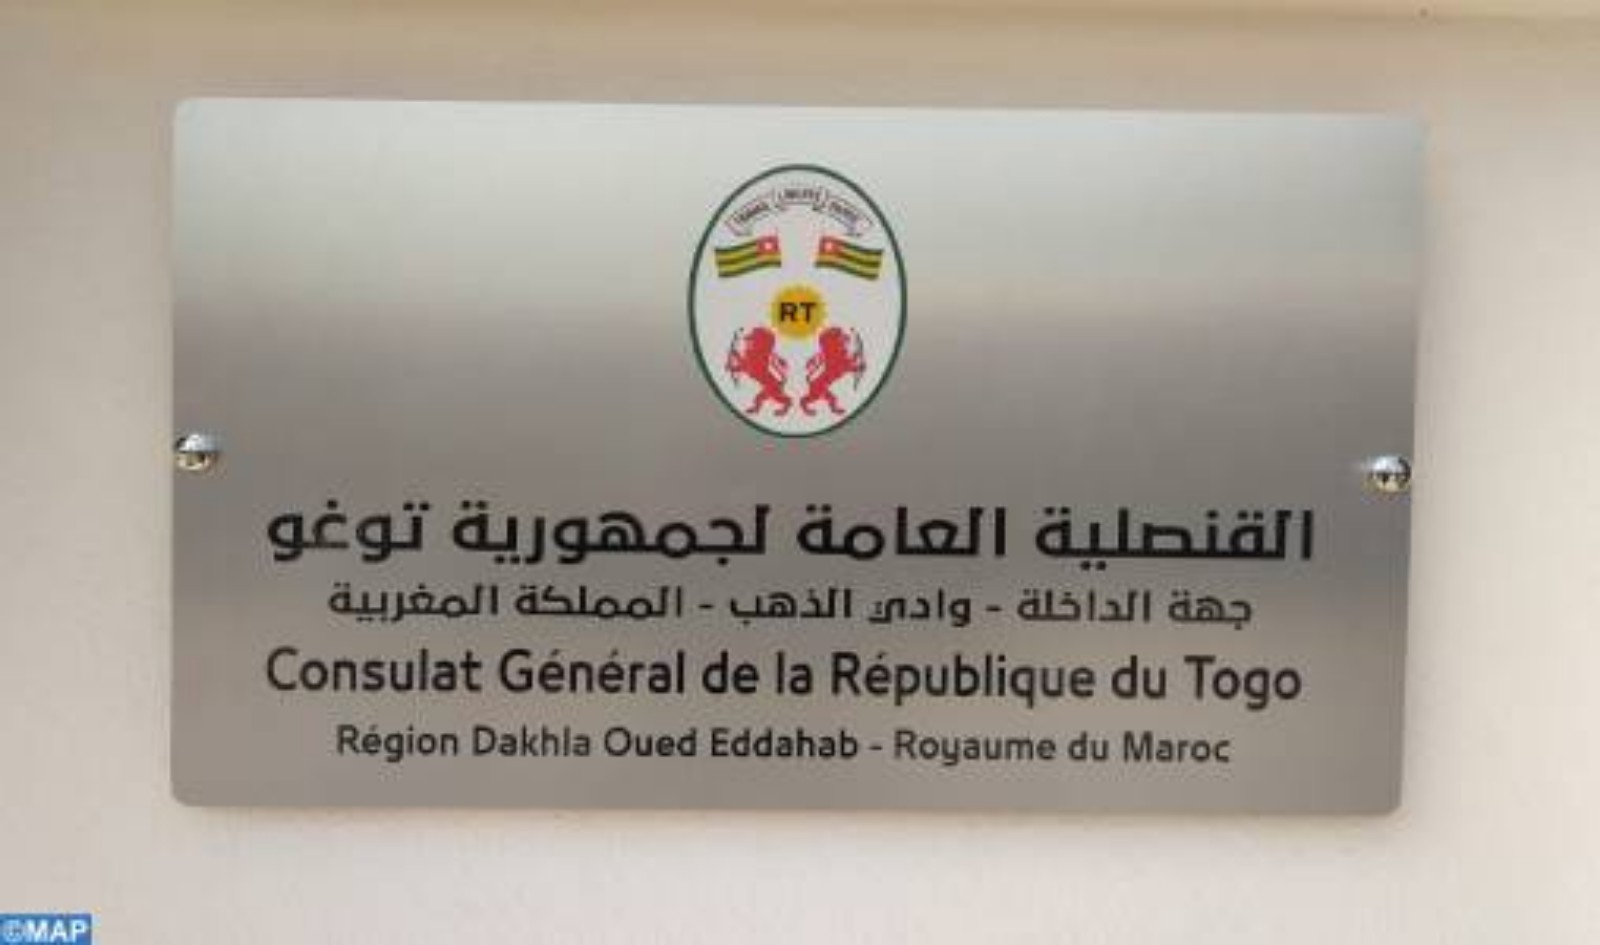 RT
القنصلية العامة لجمهورية توغو
جهة الداخلة - وادي الذهب - المملكة المغربية
Consulat Général de la République du Togo
Région Dakhla Oued Eddahab - Royaume du Maroc
©MAP